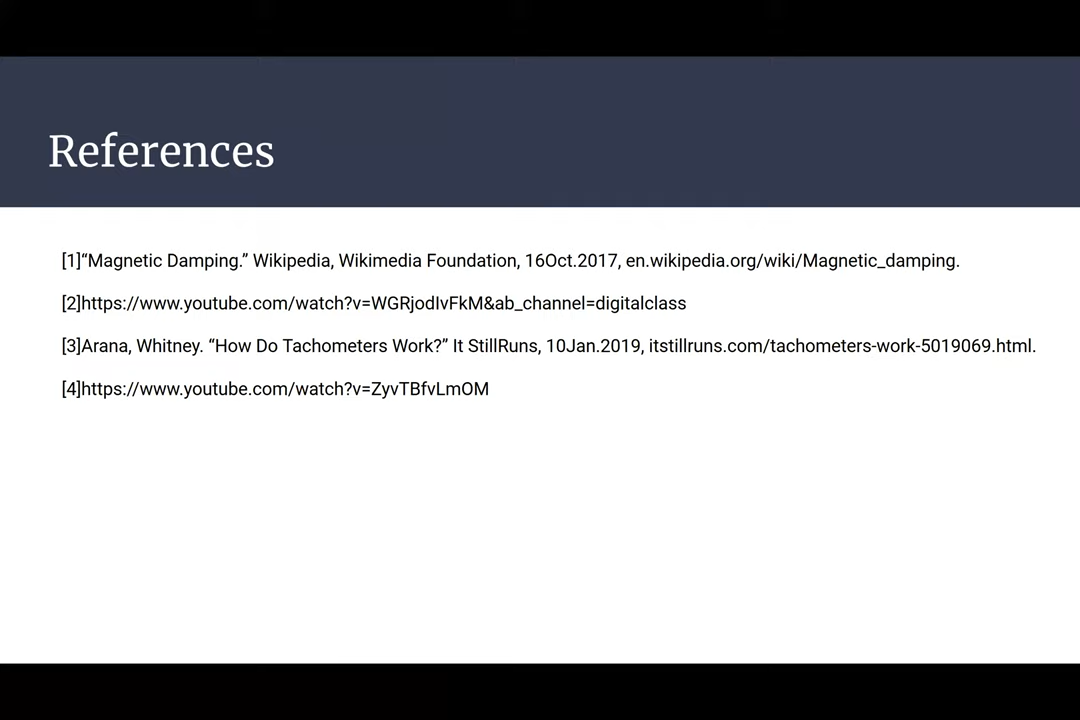 References
[1]“Magnetic Damping.” Wikipedia, Wikimedia Foundation, 16Oct.2017, en.wikipedia.org/wiki/Magnetic_damping.
[2]https://www.youtube.com/watch?v=WGRjodIvFkM&ab_channel=digitalclass
[3]Arana, Whitney. “How Do Tachometers Work?” It StillRuns, 10Jan.2019, itstillruns.com/tachometers-work-5019069.html.
[4]https://www.youtube.com/watch?v=ZyvTBfvLmOM